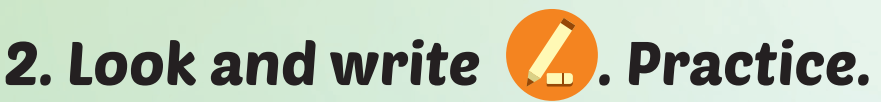 2. Look and write . Practice.